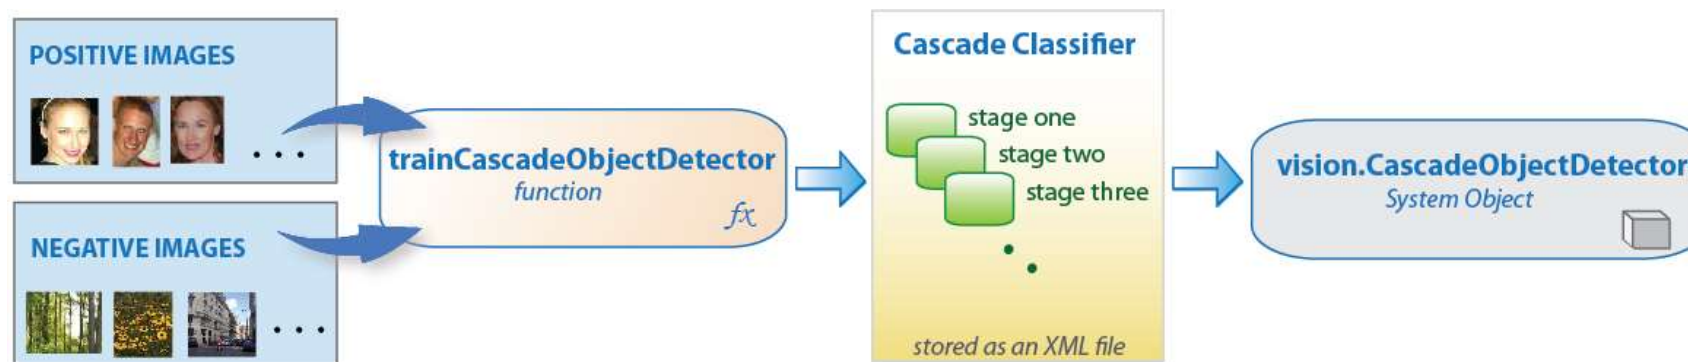 POSITIVE IMAGES
...
NEGATIVE IMAGES
...
trainCascadeObjectDetector
function
fx
Cascade Classifier
stage one
stage two
stage three
stored as an XML file
vision.CascadeObjectDetector
System Object